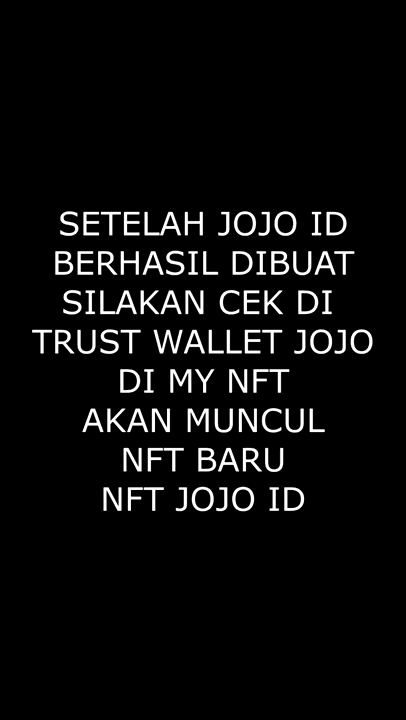 SETELAH JOJO ID
BERHASIL DIBUAT
SILAKAN CEK DI
TRUST WALLET JOJO
DI MY NFT
AKAN MUNCUL
NFT BARU
NFT JOJO ID